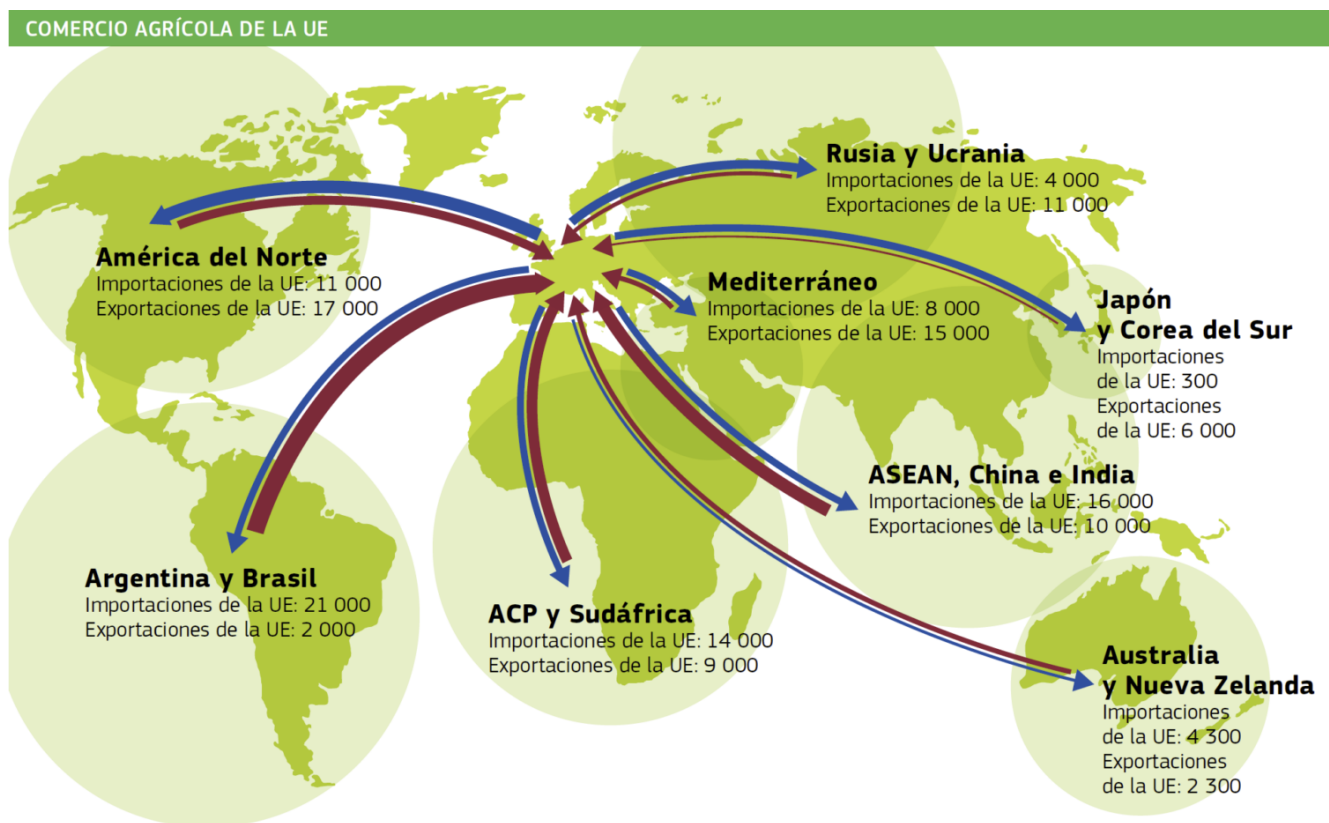 COMERCIO AGRÍCOLA DE LA UE
Rusia y Ucrania
Importaciones de la UE: 4 000
Exportaciones de la UE: 11 000
América del Norte
Importaciones de la UE: 11 000
Exportaciones de la UE: 17 000
Mediterráneo
Importaciones de la UE: 8 000
Exportaciones de la UE: 15 000
Japón
y Corea del Sur
Importaciones
de la UE: 300
Exportaciones
de la UE: 6 000
ASEAN, China e India
Importaciones de la UE: 16 000
Exportaciones de la UE: 10 000
Argentina y Brasil
Importaciones de la UE: 21 000
Exportaciones de la UE: 2 000
ACP y Sudáfrica
Importaciones de la UE: 14 000
Exportaciones de la UE: 9 000
Australia
y Nueva Zelanda
Importaciones
de la UE: 4 300
Exportaciones
de la UE: 2 300